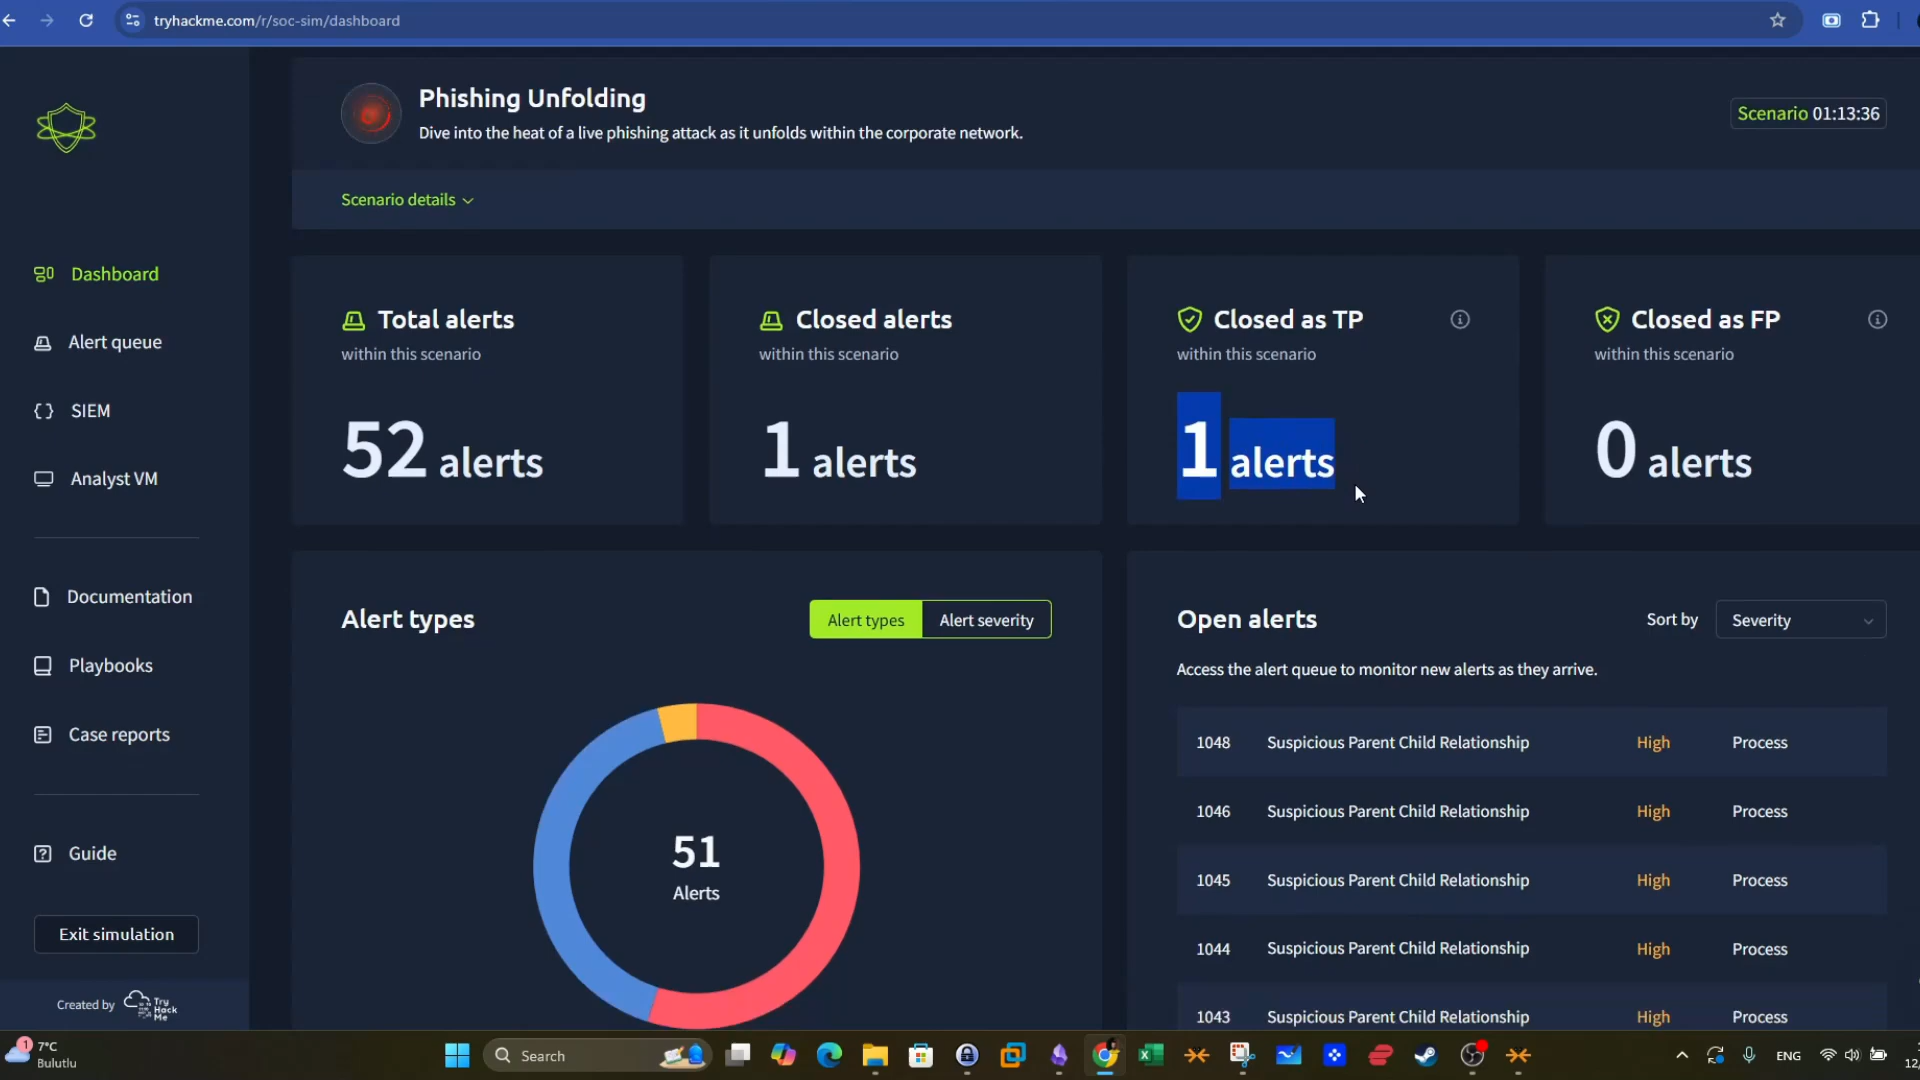 tryhackme.com/r/soc-sim/dashboard
Phishing Unfolding
Dive into the heat of a live phishing attack as it unfolds within the corporate network.
Scenario 01:13:36
Scenario details
Dashboard
Alert queue
SIEM
Analyst VM
Documentation
Playbooks
Case reports
Guide
Exit simulation
Created by Try Hack Me
Total alerts
within this scenario
52 alerts
Closed alerts
within this scenario
1 alerts
Closed as TP
within this scenario
1 alerts
Closed as FP
within this scenario
0 alerts
Alert types
Alert types
Alert severity
51
Alerts
Open alerts
Sort by
Severity
Access the alert queue to monitor new alerts as they arrive.
1048 Suspicious Parent Child Relationship High Process
1046 Suspicious Parent Child Relationship High Process
1045 Suspicious Parent Child Relationship High Process
1044 Suspicious Parent Child Relationship High Process
1043 Suspicious Parent Child Relationship High Process
1
7°C
Bulutlu
Search
ENG